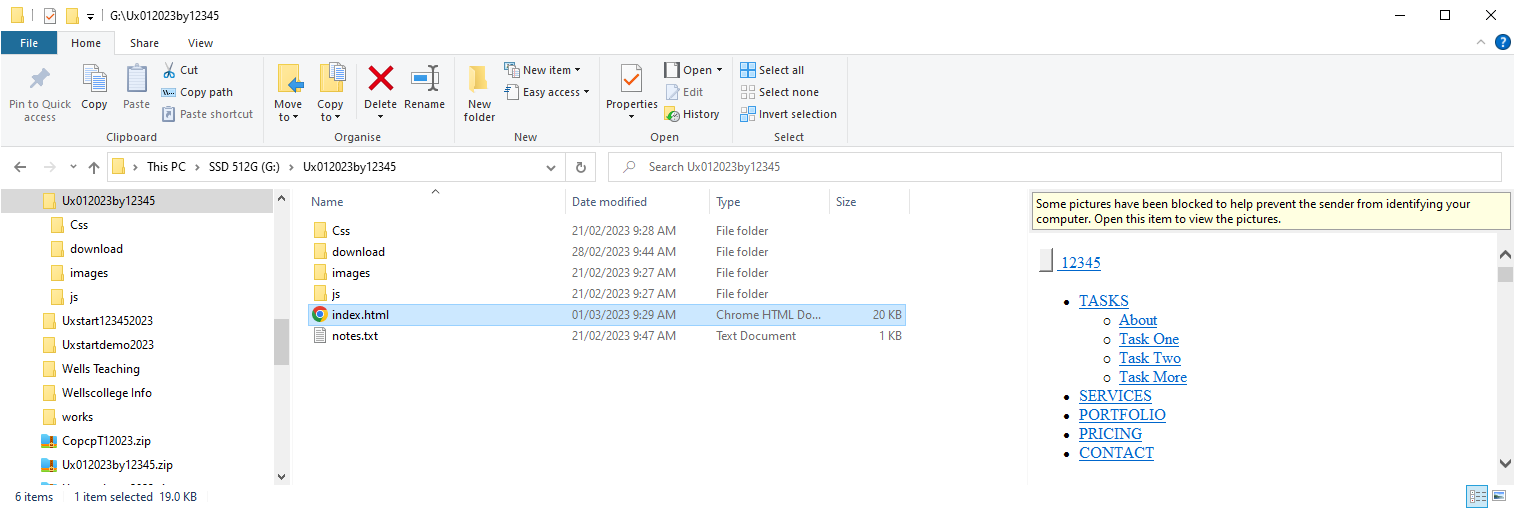 G:\Ux012023by12345
File Home Share View
Pin to Quick access
Copy
Paste
Cut
Copy path
Paste shortcut
Clipboard
Move to
Copy to
Delete
Rename
Organise
New folder
New item
Easy access
New
Properties
Open
Edit
History
Open
Select all
Select none
Invert selection
Select
This PC > SSD 512G (G:) > Ux012023by12345
Search Ux012023by12345
Ux012023by12345
Css
download
images
js
Uxstart123452023
Uxstartdemo2023
Wells Teaching
Wellscollege Info
works
CopcpT12023.zip
Ux012023by12345.zip
Name Date modified Type Size
Css 21/02/2023 9:28 AM File folder
download 28/02/2023 9:44 AM File folder
images 21/02/2023 9:27 AM File folder
js 21/02/2023 9:27 AM File folder
index.html 01/03/2023 9:29 AM Chrome HTML Do... 20 KB
notes.txt 21/02/2023 9:47 AM Text Document 1 KB
Some pictures have been blocked to help prevent the sender from identifying your
computer. Open this item to view the pictures.
12345
TASKS
About
Task One
Task Two
Task More
SERVICES
PORTFOLIO
PRICING
CONTACT
6 items 1 item selected 19.0 KB